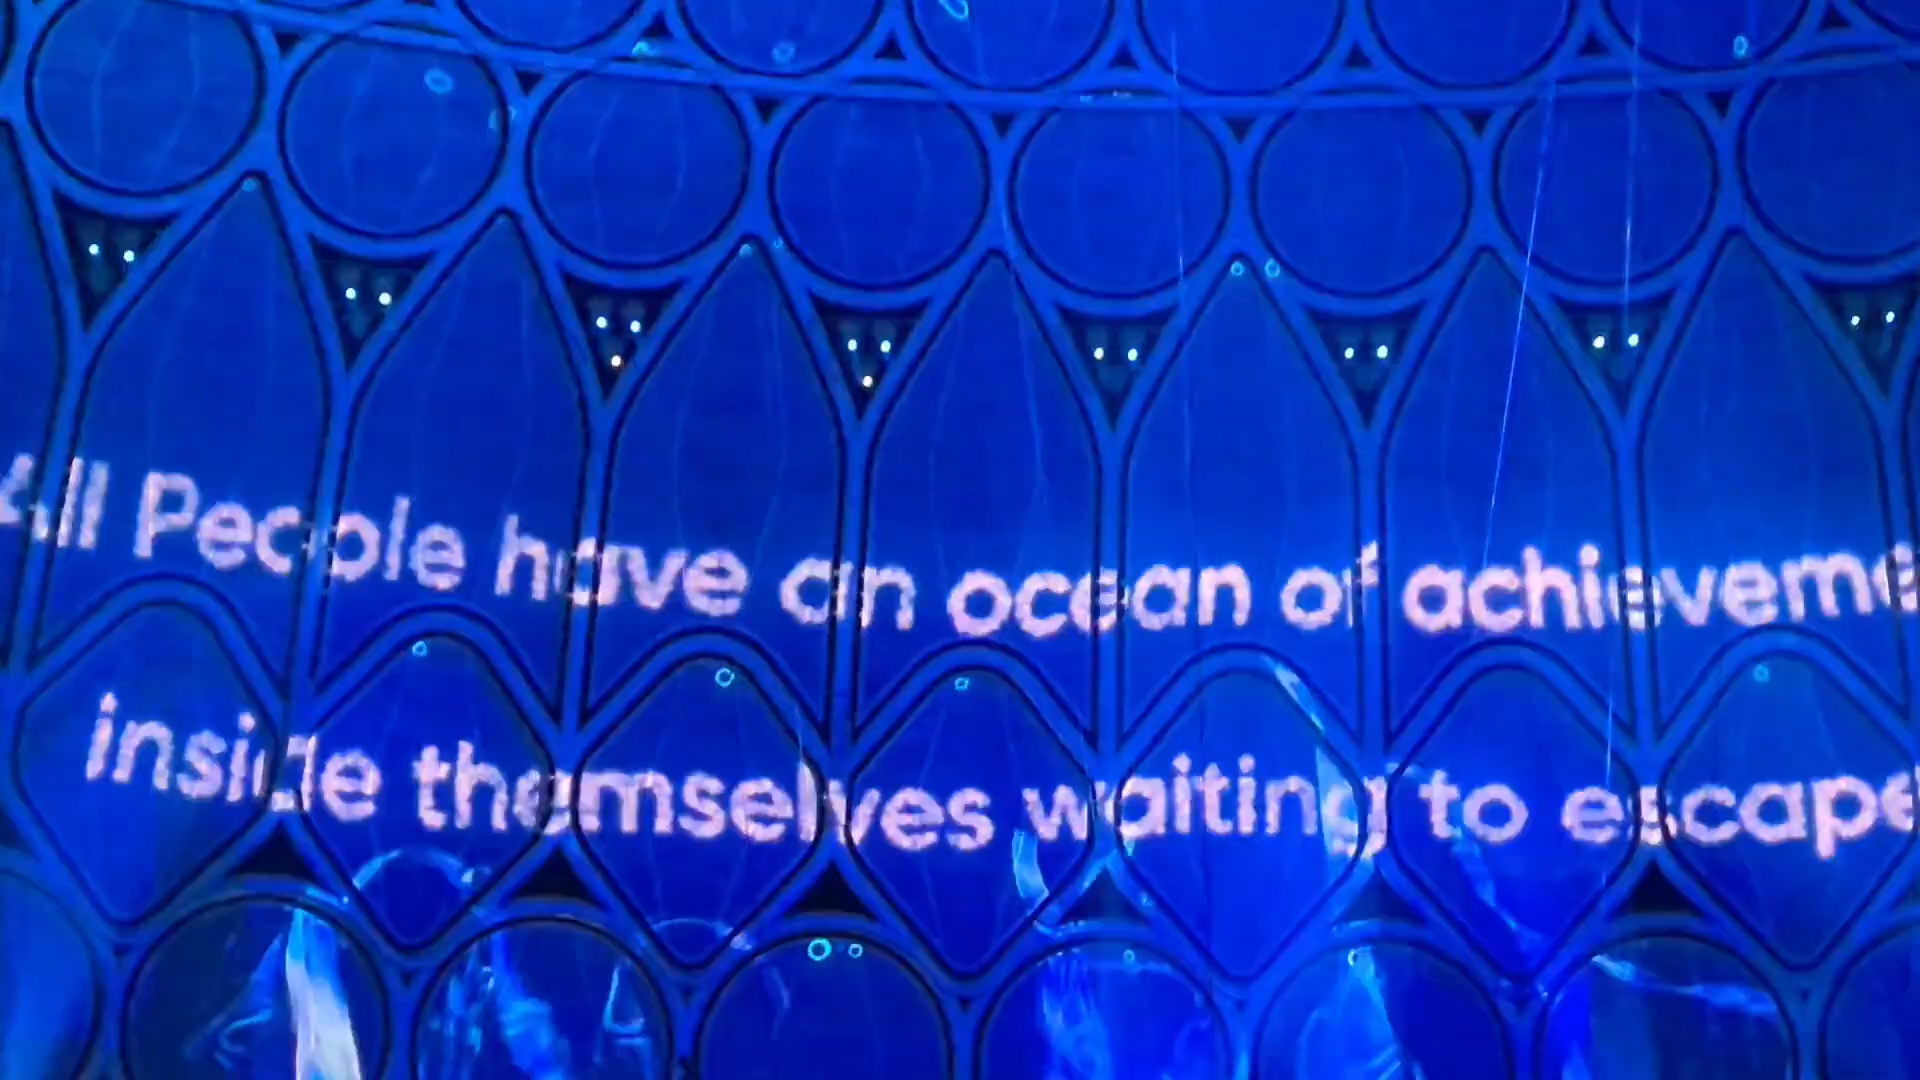 All People have an ocean of achieveme
inside themselves waiting to escape